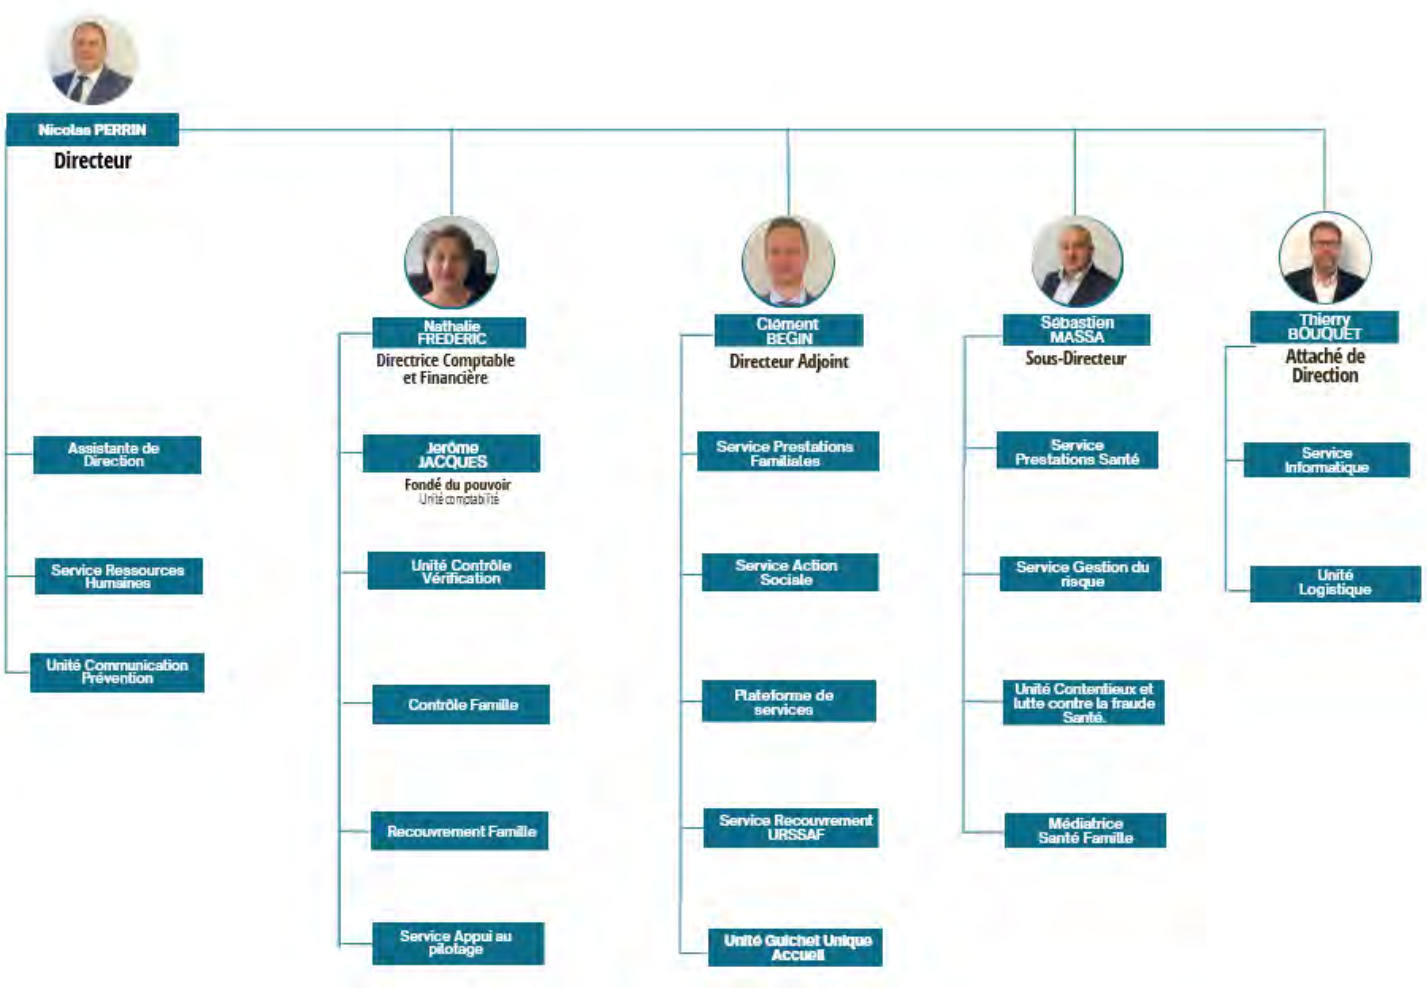 Nicolas PERRIN
Directeur
Assistante de
Direction
Service Ressources
Humaines
Unité Communication
Prévention
Nathalie
FREDERIC
Directrice Comptable
et Financière
Jerôme
JACQUES
Fondé du pouvoir
Unité comptabilité
Unité Contrôle
Vérification
Contrôle Famille
Recouvrement Famille
Service Appui au
pilotage
Clément
BEGIN
Directeur Adjoint
Service Prestations
Familiales
Service Action
Sociale
Plateforme de
services
Service Recouvrement
URSSAF
Unité Guichet Unique
Accueil
Sébastien
MASSA
Sous-Directeur
Service
Prestations Santé
Service Gestion du
risque
Unité Contentieux et
lutte contre la fraude
Santé.
Médiatrice
Santé Famille
Thierry
BOUQUET
Attaché de
Direction
Service
Informatique
Unité
Logistique